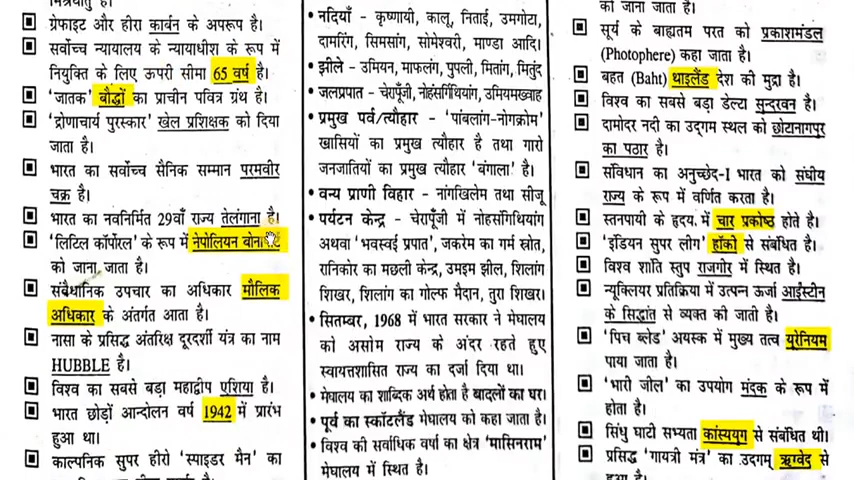 ग्रेफाइट और हीरा कार्बन के अपरूप है।
सर्वोच्च न्यायालय के न्यायाधीश के रूप में
नियुक्ति के लिए ऊपरी सीमा 65 वर्ष है।
'जातक' बौद्धों का प्राचीन पवित्र ग्रंथ है।
'द्रोणाचार्य पुरस्कार' खेल प्रशिक्षक को दिया
जाता है।
भारत का सर्वोच्च सैनिक सम्मान परमवीर
चक्र है।
भारत का नवनिर्मित 29वाँ राज्य तेलंगाना है।
'लिटिल कॉर्पोरल' के रूप में नेपोलियन
को जाना जाता है।
संवैधानिक उपचार का अधिकार मौलिक
अधिकार के अंतर्गत आता है।
नासा के प्रसिद्ध अंतरिक्ष दूरदर्शी यंत्र का नाम
HUBBLE है।
विश्व का सबसे बड़ा महाद्वीप एशिया है।
भारत छोड़ों आन्दोलन वर्ष 1942 में प्रारंभ
हुआ था।
काल्पनिक सुपर हीरो "स्पाइडर मैन" का
• नदियाँ - कृष्णायी, कालू, निताई, उमगोटा,
दामरिंग, सिमसांग, सोमेश्वरी, माण्डा आदि।
• झीले - उमियन, माफलंग, पुपली, मितांग, मितुंद
• जलप्रपात - चेरापूँजी, नोहसंगिथियांग, उमियमख्वाह
• प्रमुख पर्व/त्यौहार - 'पांबलांग-नोगक्रोम'
खासियों का प्रमुख त्यौहार है तथा गारो
जनजातियों का प्रमुख त्यौहार 'बंगाला' है।
• वन्य प्राणी विहार - नांगखिलेम तथा सीजू
• पर्यटन केन्द्र - चेरापूँजी में नोहसंगिथियांग
अथवा 'भवस्वई प्रपात', जकरेम का गर्म स्रोत,
रानिकोर का मछली केन्द्र, उमइम झील, शिलांग
शिखर, शिलांग का गोल्फ मैदान, तुरा शिखर।
• सितम्बर, 1968 में भारत सरकार ने मेघालय
को असोम राज्य के अंदर रहते हुए
स्वायत्तशासित राज्य का दर्जा दिया था।
• मेघालय का शाब्दिक अर्थ होता है बादलों का घर।
• पूर्व का स्कॉटलैंड मेघालय को कहा जाता है।
• विश्व की सर्वाधिक वर्षा का क्षेत्र 'मासिनराम'
मेघालय में स्थित है।
को जाना जाता है।
सूर्य के बाह्यतम परत को प्रकाशमंडल
(Photophere) कहा जाता है।
बहत (Baht) थाइलैंड देश की मुद्रा है।
विश्व का सबसे बड़ा डेल्टा सुन्दरवन है।
दामोदर नदी का उद्‌गम स्थल को छोटानागपुर
का पठार है।
संविधान का अनुच्छेद-I भारत को संघीय
राज्य के रूप में वर्णित करता है।
स्तनपायी के हृदय में चार प्रकोष्ठ होते है।
'इंडियन सुपर लीग' हॉकी से संबंधित है।
विश्व शांति स्तुप राजगीर में स्थित है।
न्यूक्लियर प्रतिक्रिया में उत्पन्न ऊर्जा आईंस्टीन
के सिद्धांत से व्यक्त की जाती है।
'पिच ब्लेड' अयस्क में मुख्य तत्व यूरेनियम
पाया जाता है।
'भारी जील' का उपयोग मंदक के रूप में
होता है।
सिंधु घाटी सभ्यता कांस्ययुग से संबंधित थी।
प्रसिद्ध "गायत्री मंत्र" का उदगम् ऋग्वेद से
हुआ है।